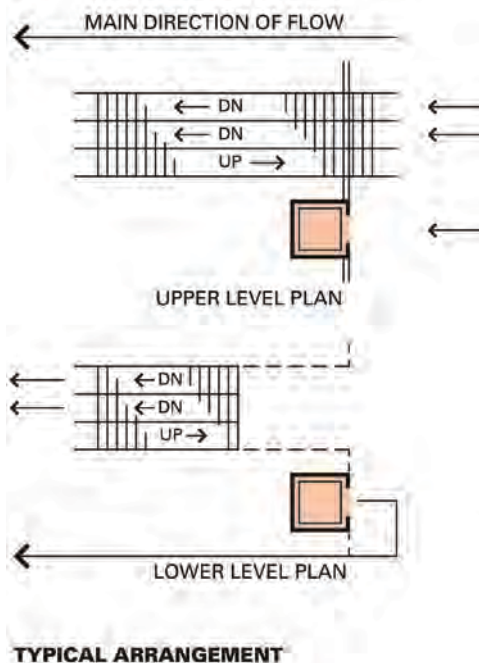 MAIN DIRECTION OF FLOW
DN
DN
UP
UPPER LEVEL PLAN
DN
DN
UP
LOWER LEVEL PLAN
TYPICAL ARRANGEMENT